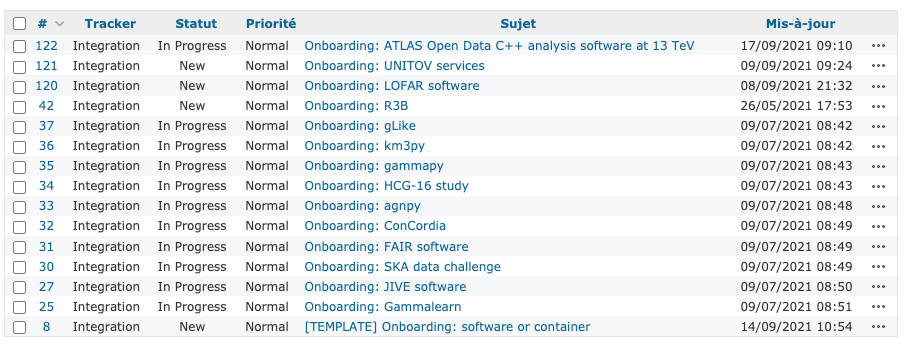 # Tracker Statut Priorité Sujet Mis-à-jour
122 Integration In Progress Normal Onboarding: ATLAS Open Data C++ analysis software at 13 TeV 17/09/2021 09:10 •••
121 Integration New Normal Onboarding: UNITOV services 09/09/2021 09:24 •••
120 Integration New Normal Onboarding: LOFAR software 08/09/2021 21:32 •••
42 Integration New Normal Onboarding: R3B 26/05/2021 17:53 •••
37 Integration In Progress Normal Onboarding: gLike 09/07/2021 08:42 •••
36 Integration In Progress Normal Onboarding: km3py 09/07/2021 08:42 •••
35 Integration In Progress Normal Onboarding: gammapy 09/07/2021 08:43 •••
34 Integration In Progress Normal Onboarding: HCG-16 study 09/07/2021 08:43 •••
33 Integration In Progress Normal Onboarding: agnpy 09/07/2021 08:48 •••
32 Integration In Progress Normal Onboarding: ConCordia 09/07/2021 08:49 •••
31 Integration In Progress Normal Onboarding: FAIR software 09/07/2021 08:49 •••
30 Integration In Progress Normal Onboarding: SKA data challenge 09/07/2021 08:49 •••
27 Integration In Progress Normal Onboarding: JIVE software 09/07/2021 08:50 •••
25 Integration In Progress Normal Onboarding: Gammalearn 09/07/2021 08:51 •••
8 Integration New Normal [TEMPLATE] Onboarding: software or container 14/09/2021 10:54 •••